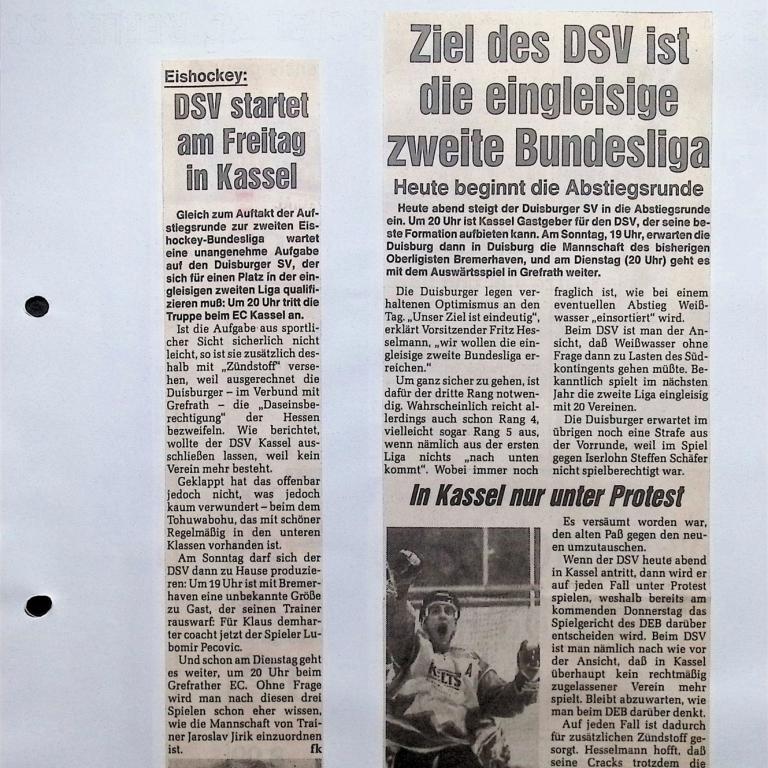 Eishockey:
DSV startet
am Freitag
in Kassel
Gleich zum Auftakt der Auf-
stiegsrunde zur zweiten Eis-
hockey-Bundesliga wartet
eine unangenehme Aufgabe
auf den Duisburger SV, der
sich für einen Platz in der ein-
gleisigen zweiten Liga qualifi-
zieren muß: Um 20 Uhr tritt die
Truppe beim EC Kassel an.
Ist die Aufgabe aus sportli-
cher Sicht sicherlich nicht
leicht, so ist sie zusätzlich des-
halb mit „Zündstoff" verse-
hen, weil ausgerechnet die
Duisburger – im Verbund mit
Grefrath – die „Daseinsbe-
rechtigung" der Hessen
bezweifeln. Wie berichtet,
wollte der DSV Kassel aus-
schließen lassen, weil kein
Verein mehr besteht.
Geklappt hat das offenbar
jedoch nicht, was jedoch
kaum verwundert – beim dem
Tohuwabohu, das mit schöner
Regelmäßig in den unteren
Klassen vorhanden ist.
Am Sonntag darf sich der
DSV dann zu Hause produzie-
ren: Um 19 Uhr ist mit Bremer-
haven eine unbekannte Größe
zu Gast, der seinen Trainer
rauswarf: Für Klaus demhar-
ter coacht jetzt der Spieler Lu-
bomir Pecovic.
Und schon am Dienstag geht
es weiter, um 20 Uhr beim
Grefrather EC. Ohne Frage
wird man nach diesen drei
Spielen schon eher wissen,
wie die Mannschaft von Trai-
ner Jaroslav Jirik einzuordnen
ist. fk
Ziel des DSV ist
die eingleisige
zweite Bundesliga
Heute beginnt die Abstiegsrunde
Heute abend steigt der Duisburger SV in die Abstiegsrunde
ein. Um 20 Uhr ist Kassel Gastgeber für den DSV, der seine be-
ste Formation aufbieten kann. Am Sonntag, 19 Uhr, erwarten die
Duisburg dann in Duisburg die Mannschaft des bisherigen
Oberligisten Bremerhaven, und am Dienstag (20 Uhr) geht es
mit dem Auswärtsspiel in Grefrath weiter.
Die Duisburger legen ver-
haltenen Optimismus an den
Tag. „Unser Ziel ist eindeutig",
erklärt Vorsitzender Fritz Hes-
selmann, „wir wollen die ein-
gleisige zweite Bundesliga er-
reichen."
Um ganz sicher zu gehen, ist
dafür der dritte Rang notwen-
dig. Wahrscheinlich reicht al-
lerdings auch schon Rang 4,
vielleicht sogar Rang 5 aus,
wenn nämlich aus der ersten
Liga nichts „nach unten
kommt". Wobei immer noch
fraglich ist, wie bei einem
eventuellen Abstieg Weiß-
wasser „einsortiert" wird.
Beim DSV ist man der An-
sicht, daß Weißwasser ohne
Frage dann zu Lasten des Süd-
kontingents gehen müßte. Be-
kanntlich spielt im nächsten
Jahr die zweite Liga eingleisig
mit 20 Vereinen.
Die Duisburger erwartet im
übrigen noch eine Strafe aus
der Vorrunde, weil im Spiel
gegen Iserlohn Steffen Schäfer
nicht spielberechtigt war.
In Kassel nur unter Protest
Es versäumt worden war,
den alten Paß gegen den neu-
en umzutauschen.
Wenn der DSV heute abend
in Kassel antritt, dann wird er
auf jeden Fall unter Protest
spielen, weshalb bereits am
kommenden Donnerstag das
Spielgericht des DEB darüber
entscheiden wird. Beim DSV
ist man nämlich nach wie vor
der Ansicht, daß in Kassel
überhaupt kein rechtmäßig
zugelassener Verein mehr
spielt. Bleibt abzuwarten, wie
man beim DEB darüber denkt.
Auf jeden Fall ist dadurch
für zusätzlichen Zündstoff ge-
sorgt. Hesselmann hofft, daß
seine Cracks trotzdem die
A